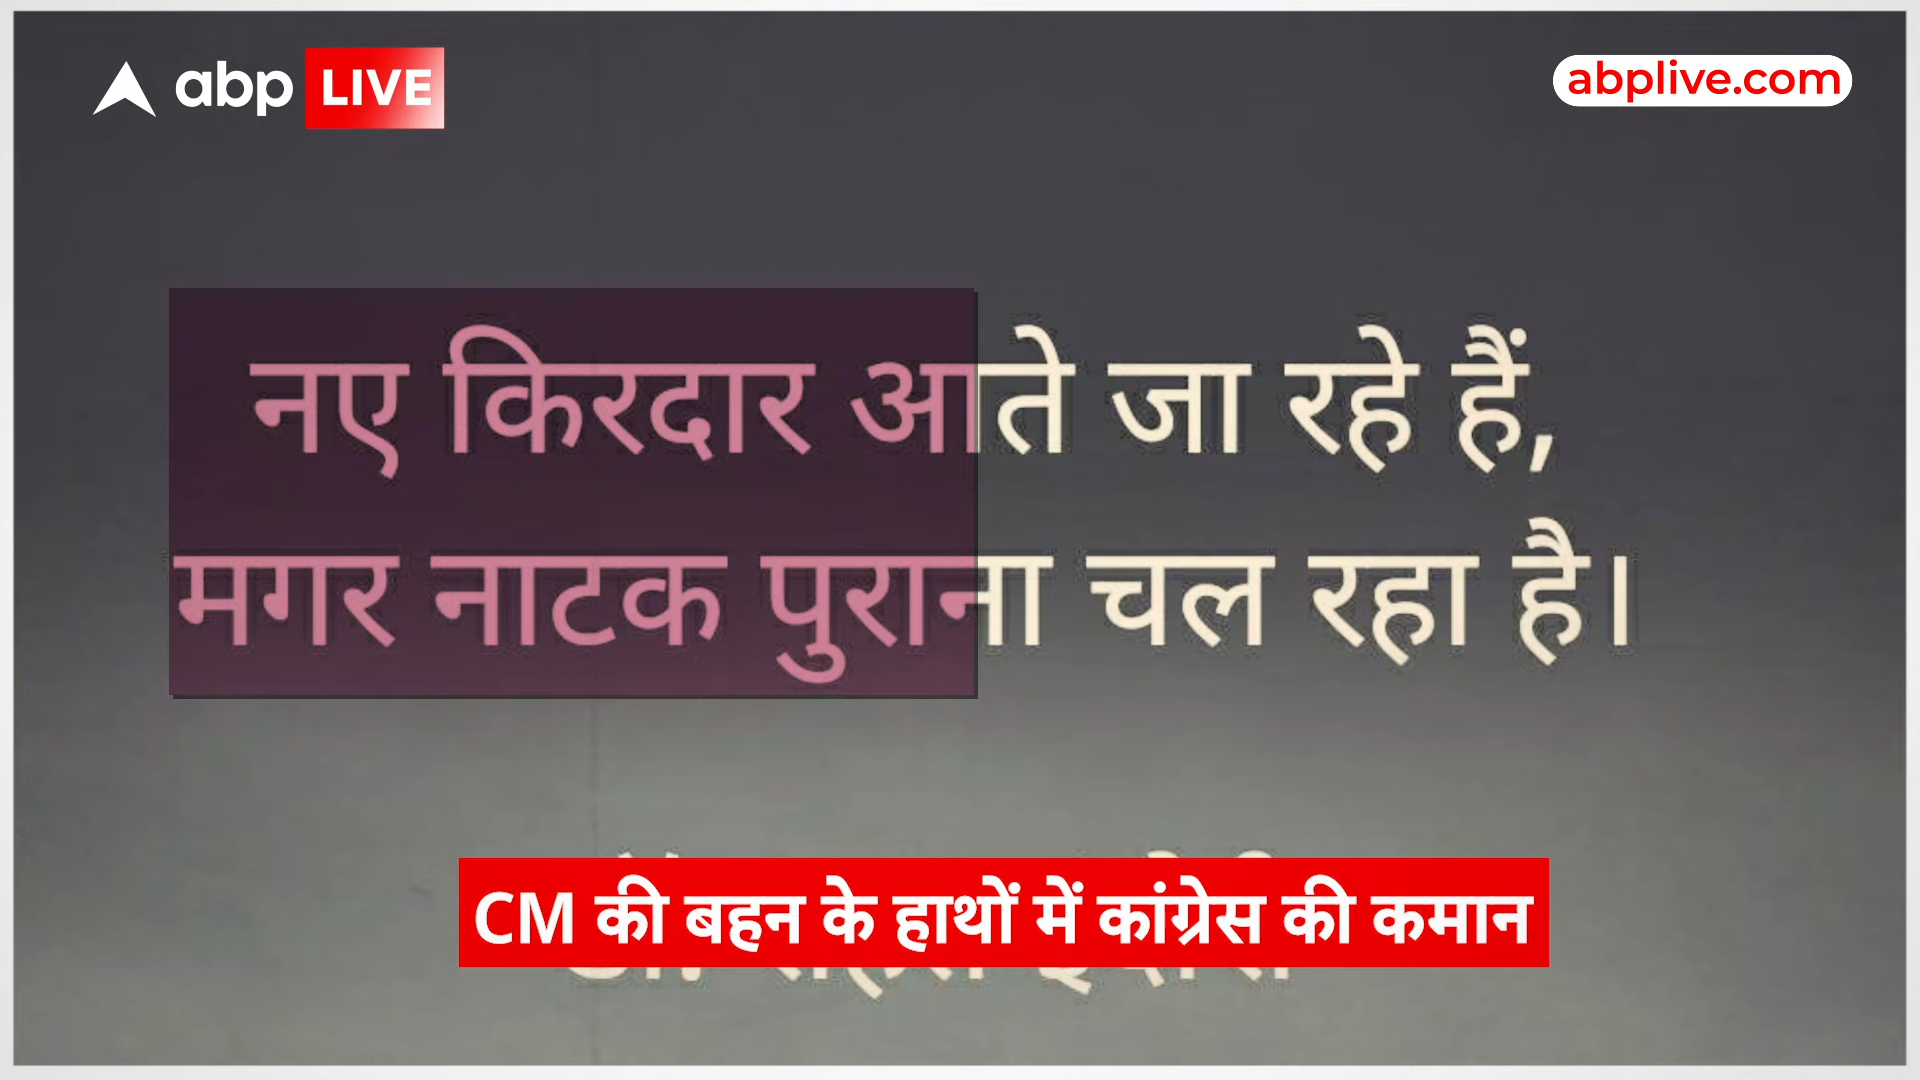 abp LIVE
abplive.com
नए किरदार आते जा रहे हैं,
मगर नाटक पुराना चल रहा है।
CM की बहन के हाथों में कांग्रेस की कमान